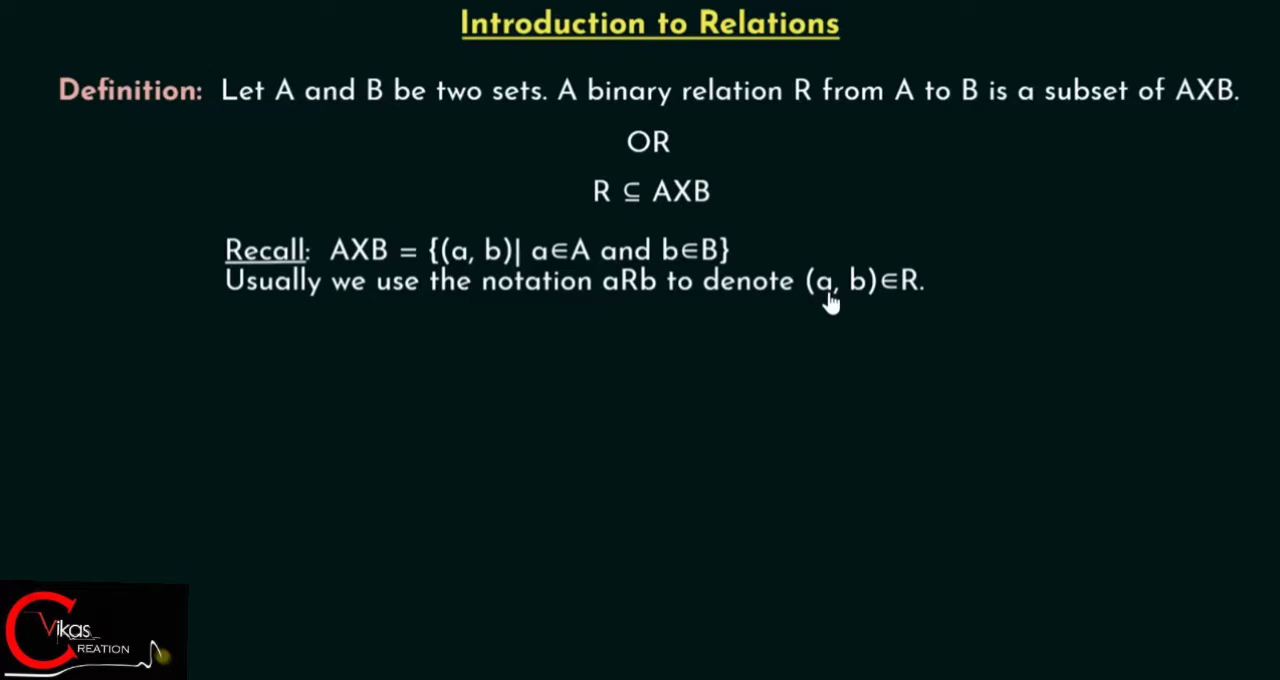 Introduction to Relations
Definition: Let A and B be two sets. A binary relation R from A to B is a subset of AXB.
OR
R ⊆ AXB
Recall: AXB = {(a, b)| a∈A and b∈B}
Usually we use the notation aRb to denote (a, b)∈R.
Vikas
CREATION